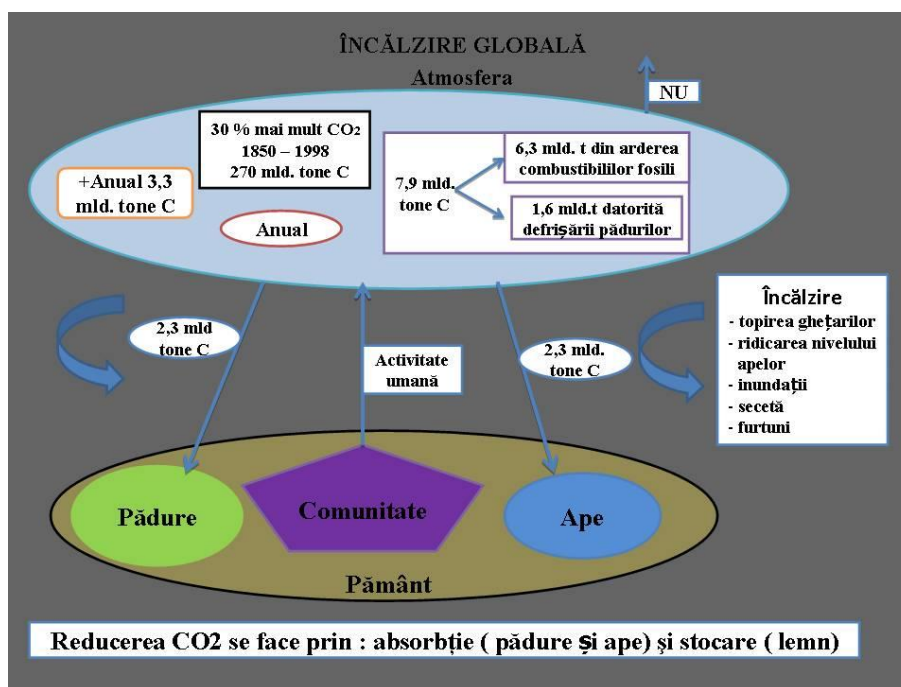 ÎNCĂLZIRE GLOBALĂ
Atmosfera
NU
30 % mai mult CO₂
1850 – 1998
270 mld. tone C
+Anual 3,3
mld. tone C
Anual
7,9 mld.
tone C
6,3 mld. t din arderea
combustibililor fosili
1,6 mld.t datorită
defrișării pădurilor
2,3 mld
tone C
Activitate
umană
2,3 mld.
tone C
Încălzire
- topirea ghețarilor
- ridicarea nivelului
apelor
- inundații
- secetă
- furtuni
Pădure
Comunitate
Ape
Pământ
Reducerea CO2 se face prin : absorbție ( pădure și ape) şi stocare ( lemn)